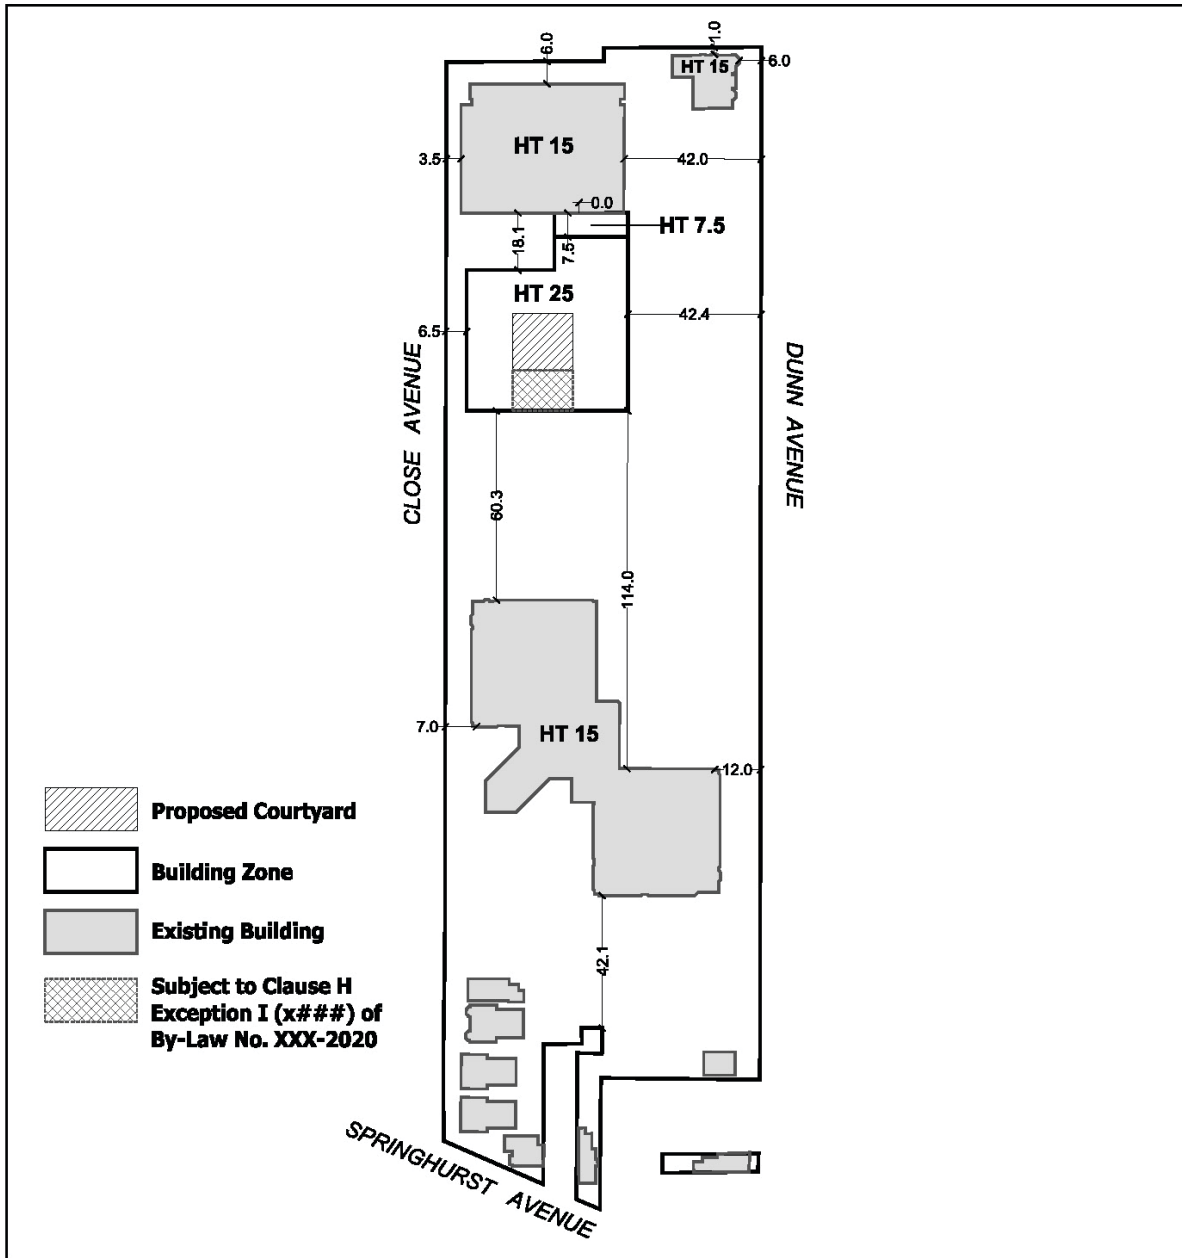 6.0
1.0
HT 15
6.0
HT 15
3.5
42.0
0.0
HT 7.5
18.1
7.5
HT 25
42.4
6.5
CLOSE AVENUE
DUNN AVENUE
60.3
114.0
7.0
HT 15
12.0
Proposed Courtyard
Building Zone
Existing Building
Subject to Clause H
Exception I (x###) of
By-Law No. XXX-2020
42.1
SPRINGHURST AVENUE